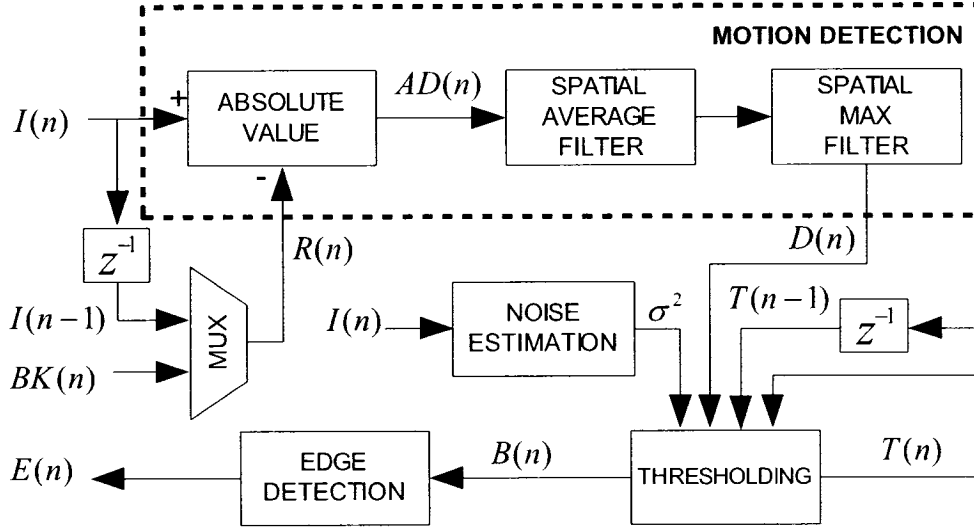 MOTION DETECTION
I(n)
+
ABSOLUTE
VALUE
-
AD(n)
SPATIAL
AVERAGE
FILTER
SPATIAL
MAX
FILTER
z⁻¹
R(n)
D(n)
I(n−1)
BK(n)
MUX
I(n)
NOISE
ESTIMATION
σ²
T(n−1)
z⁻¹
E(n)
EDGE
DETECTION
B(n)
THRESHOLDING
T(n)